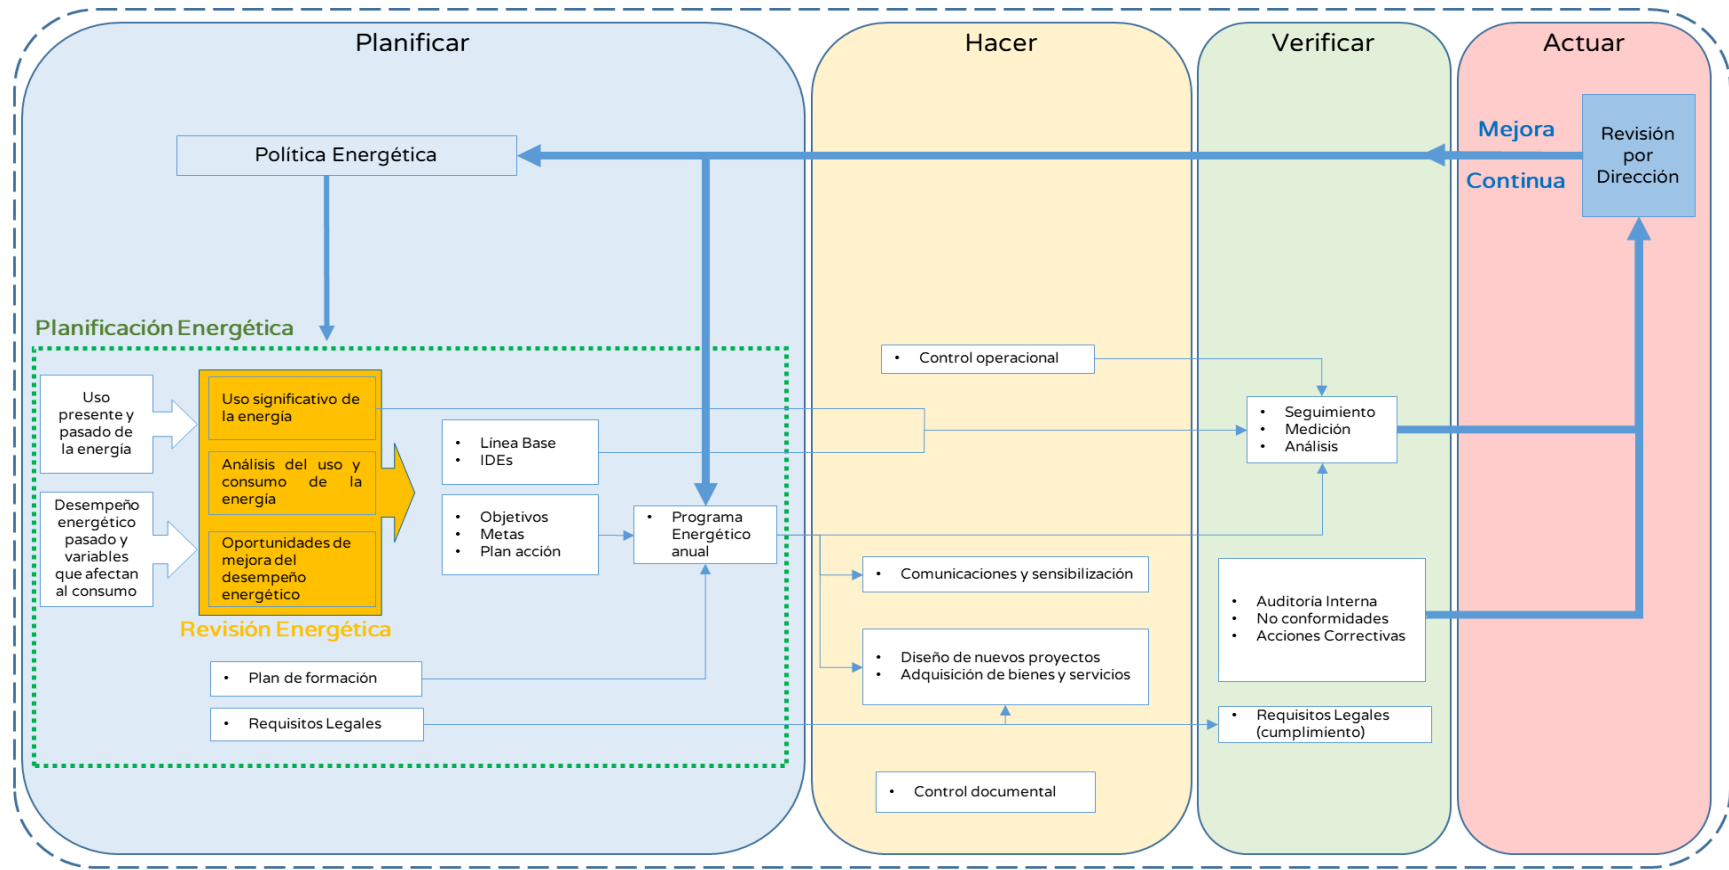 Planificar
Hacer
Verificar
Actuar
Política Energética
Mejora
Continua
Revisión
por
Dirección
Planificación Energética
Uso
presente y
pasado de
la energía
Desempeño
energético
pasado y
variables
que afectan
al consumo
Uso significativo de
la energía
Análisis del uso y
consumo de la
energía
Oportunidades de
mejora del
desempeño
energético
Revisión Energética
• Línea Base
• IDEs
• Objetivos
• Metas
• Plan acción
• Programa
Energético
anual
• Plan de formación
• Requisitos Legales
• Control operacional
• Comunicaciones y sensibilización
• Diseño de nuevos proyectos
• Adquisición de bienes y servicios
• Control documental
• Seguimiento
• Medición
• Análisis
• Auditoría Interna
• No conformidades
• Acciones Correctivas
• Requisitos Legales
(cumplimiento)